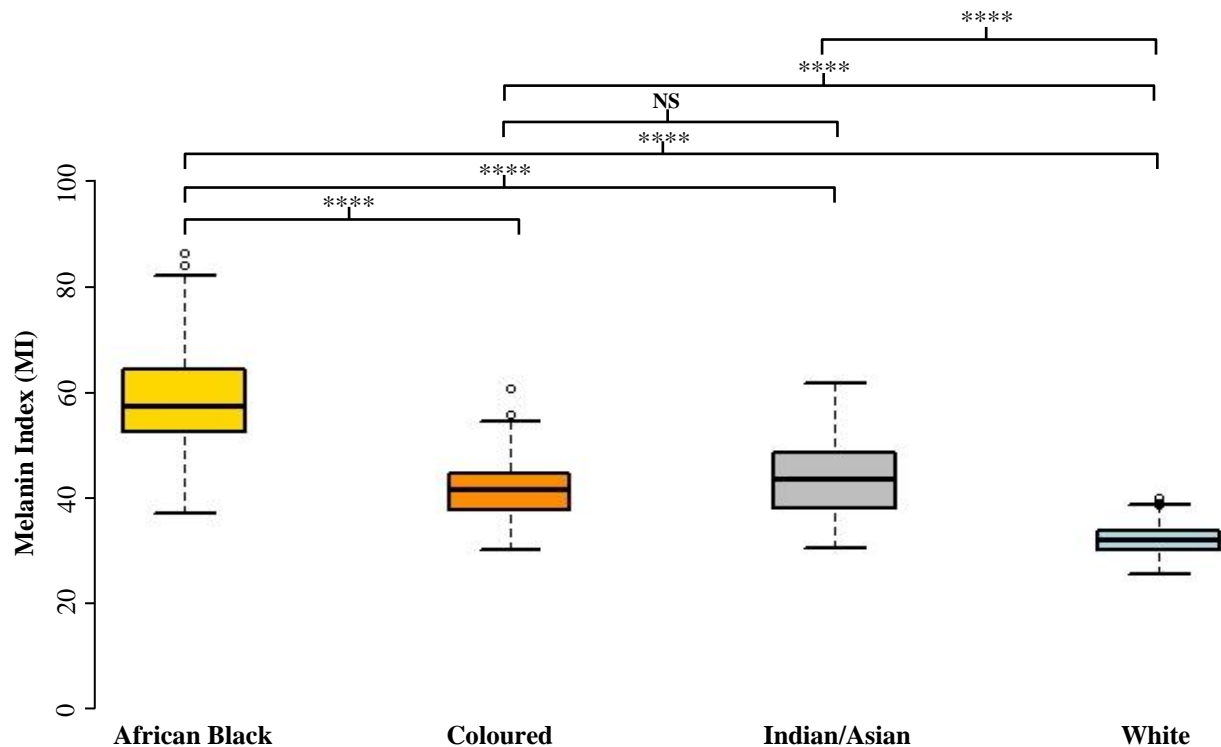 ****
****
NS
****
****
****
100
80
60
40
20
0
Melanin Index (MI)
African Black
Coloured
Indian/Asian
White